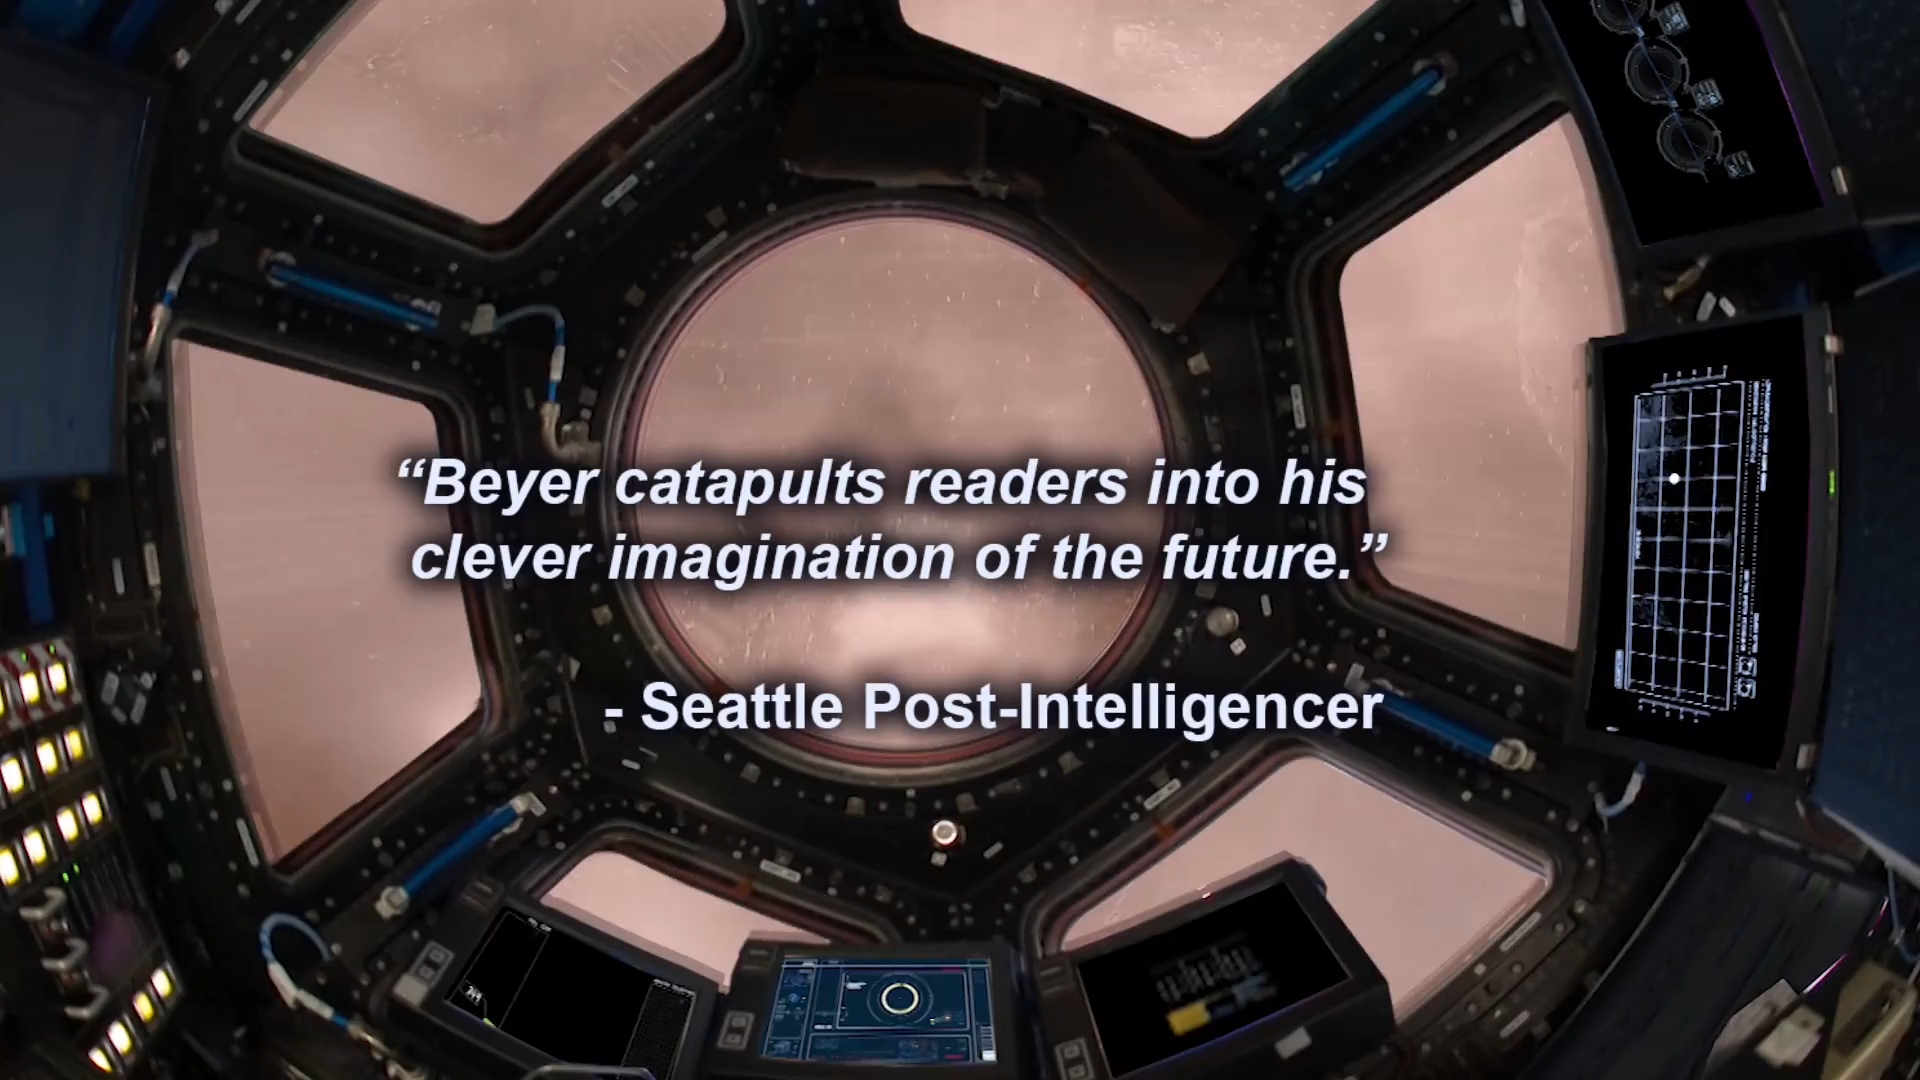 “Beyer catapults readers into his
clever imagination of the future.”
- Seattle Post-Intelligencer